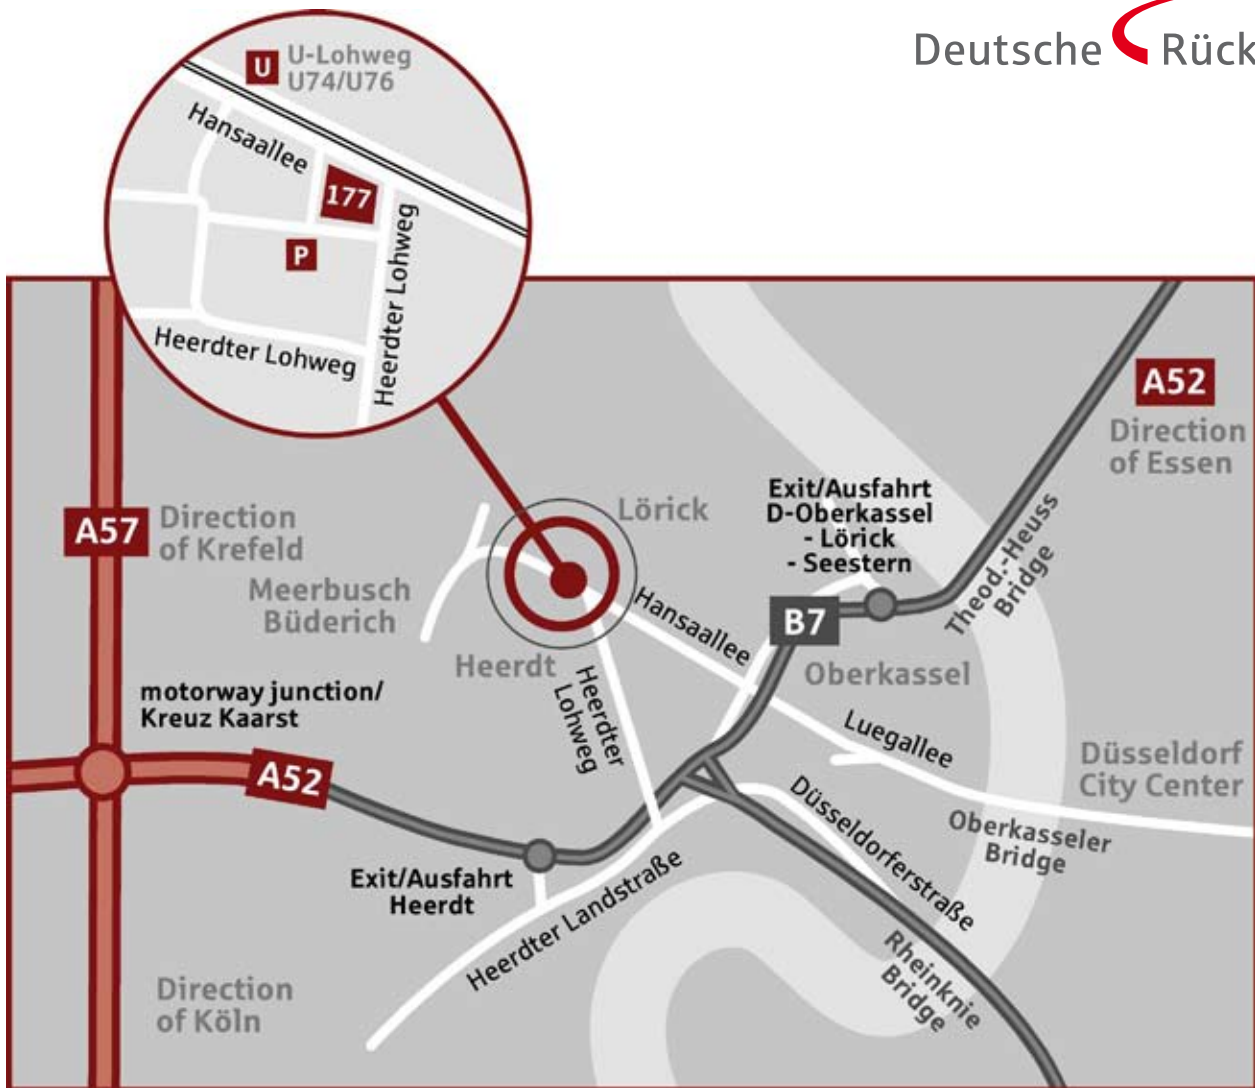 Deutsche Rück
U U-Lohweg
U74/U76
Hansaallee
177
P
Heerdter Lohweg
Heerdter Lohweg
A52
Direction
of Essen
A57
Direction
of Krefeld
Lörick
Exit/Ausfahrt
D-Oberkassel
- Lörick
- Seestern
Theod.-Heuss
Bridge
Meerbusch
Büderich
Hansaallee
B7
Heerdt
Oberkassel
Heerdter
Lohweg
motorway junction/
Kreuz Kaarst
Luegallee
Düsseldorf
City Center
A52
Düsseldorferstraße
Oberkasseler
Bridge
Exit/Ausfahrt
Heerdt
Heerdter Landstraße
Rheinknie
Bridge
Direction
of Köln